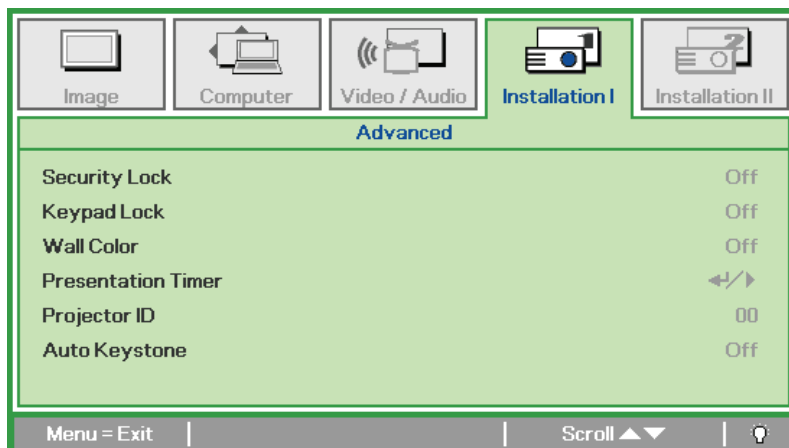 Image Computer Video / Audio Installation I Installation II
Advanced
Security Lock Off
Keypad Lock Off
Wall Color Off
Presentation Timer
Projector ID 00
Auto Keystone Off
Menu = Exit Scroll